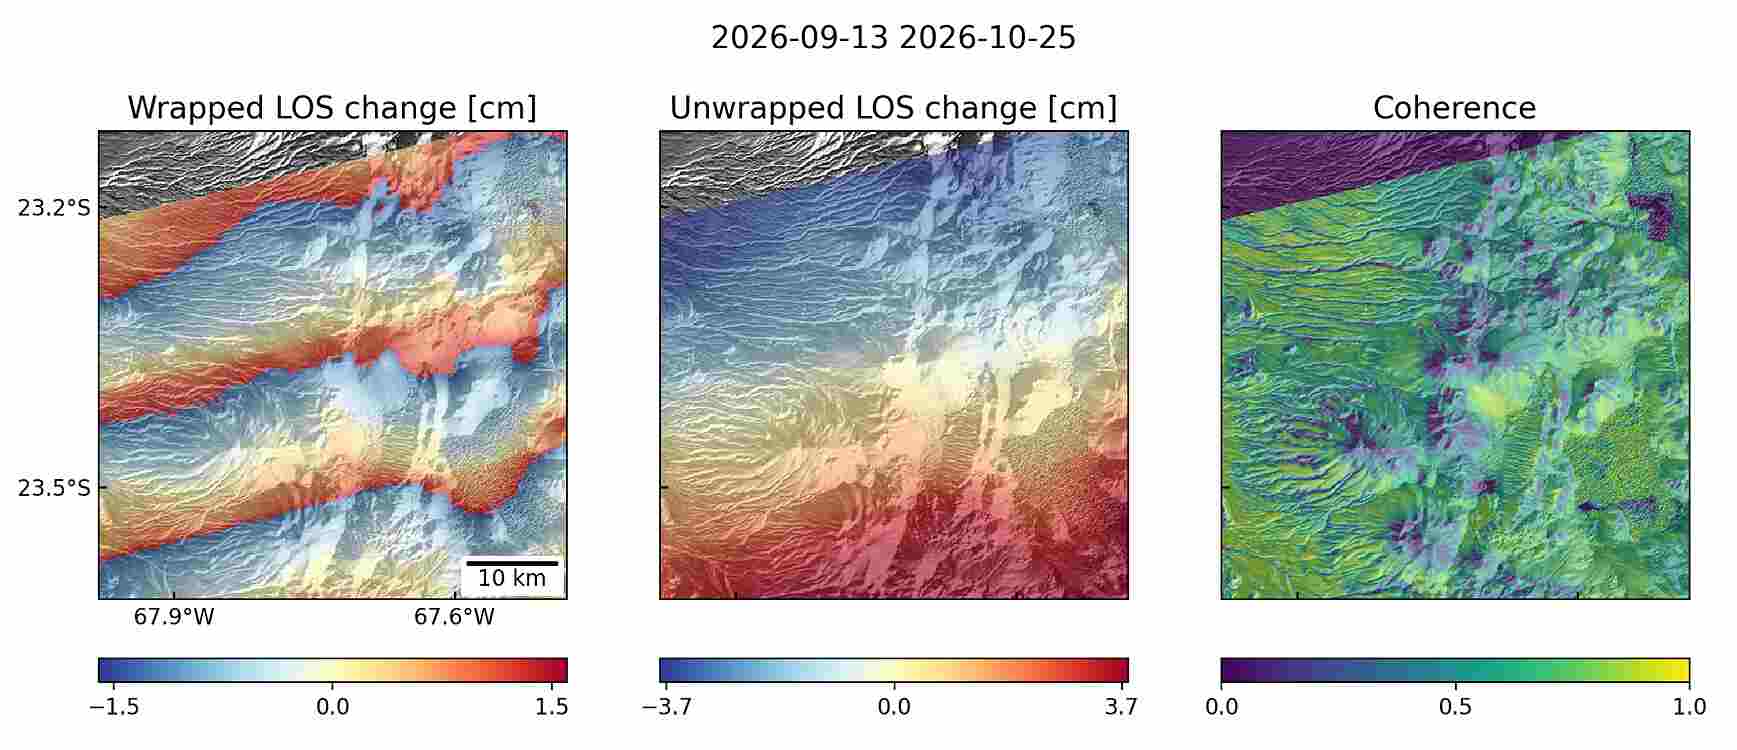 2026-09-13 2026-10-25
Wrapped LOS change [cm]
Unwrapped LOS change [cm]
Coherence
23.2°S
23.5°S
10 km
67.9°W
67.6°W
−1.5
0.0
1.5
−3.7
0.0
3.7
0.0
0.5
1.0